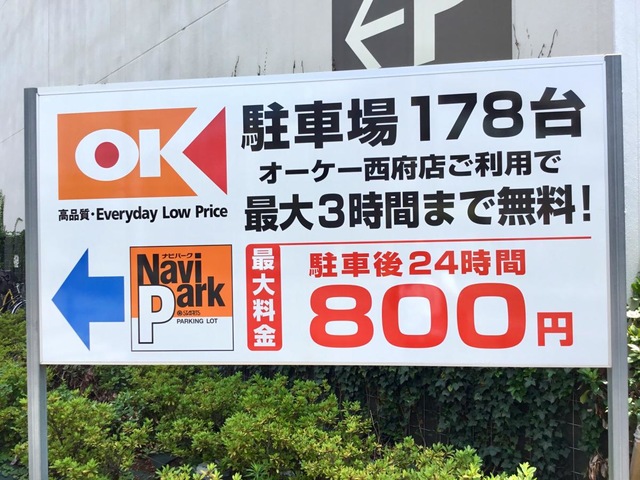 P
OK
高品質・Everyday Low Price
駐車場178台
オーケー西府店ご利用で
最大3時間まで無料!
ナビパーク
Navi
Park
P
PARKING LOT
最大料金
駐車後24時間
800円